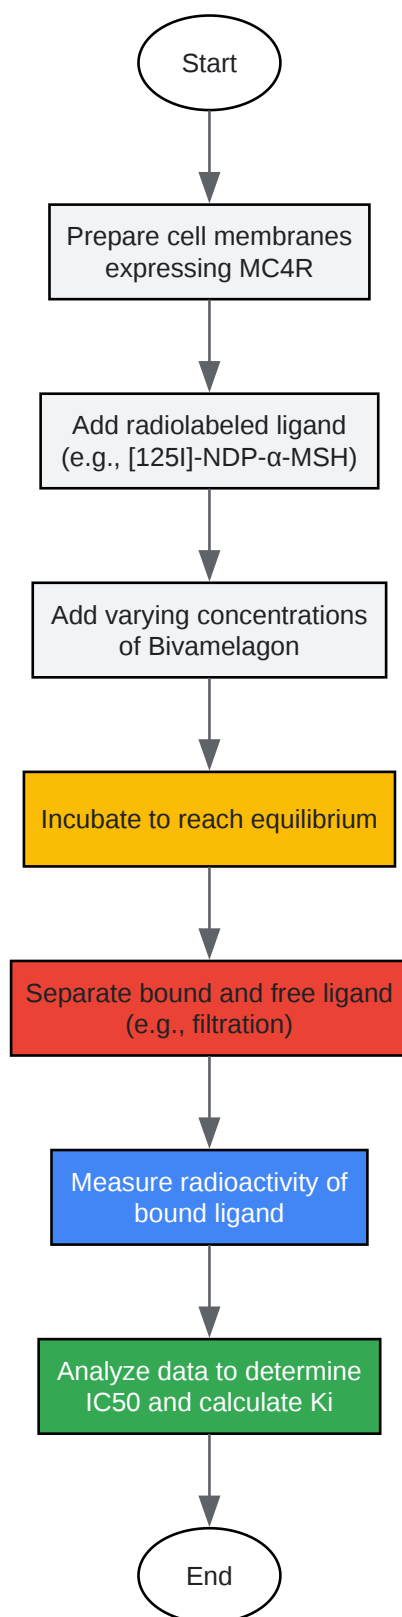 Start
Prepare cell membranes
expressing MC4R
Add radiolabeled ligand
(e.g., [125I]-NDP-α-MSH)
Add varying concentrations
of Bivamelagon
Incubate to reach equilibrium
Separate bound and free ligand
(e.g., filtration)
Measure radioactivity of
bound ligand
Analyze data to determine
IC50 and calculate Ki
End